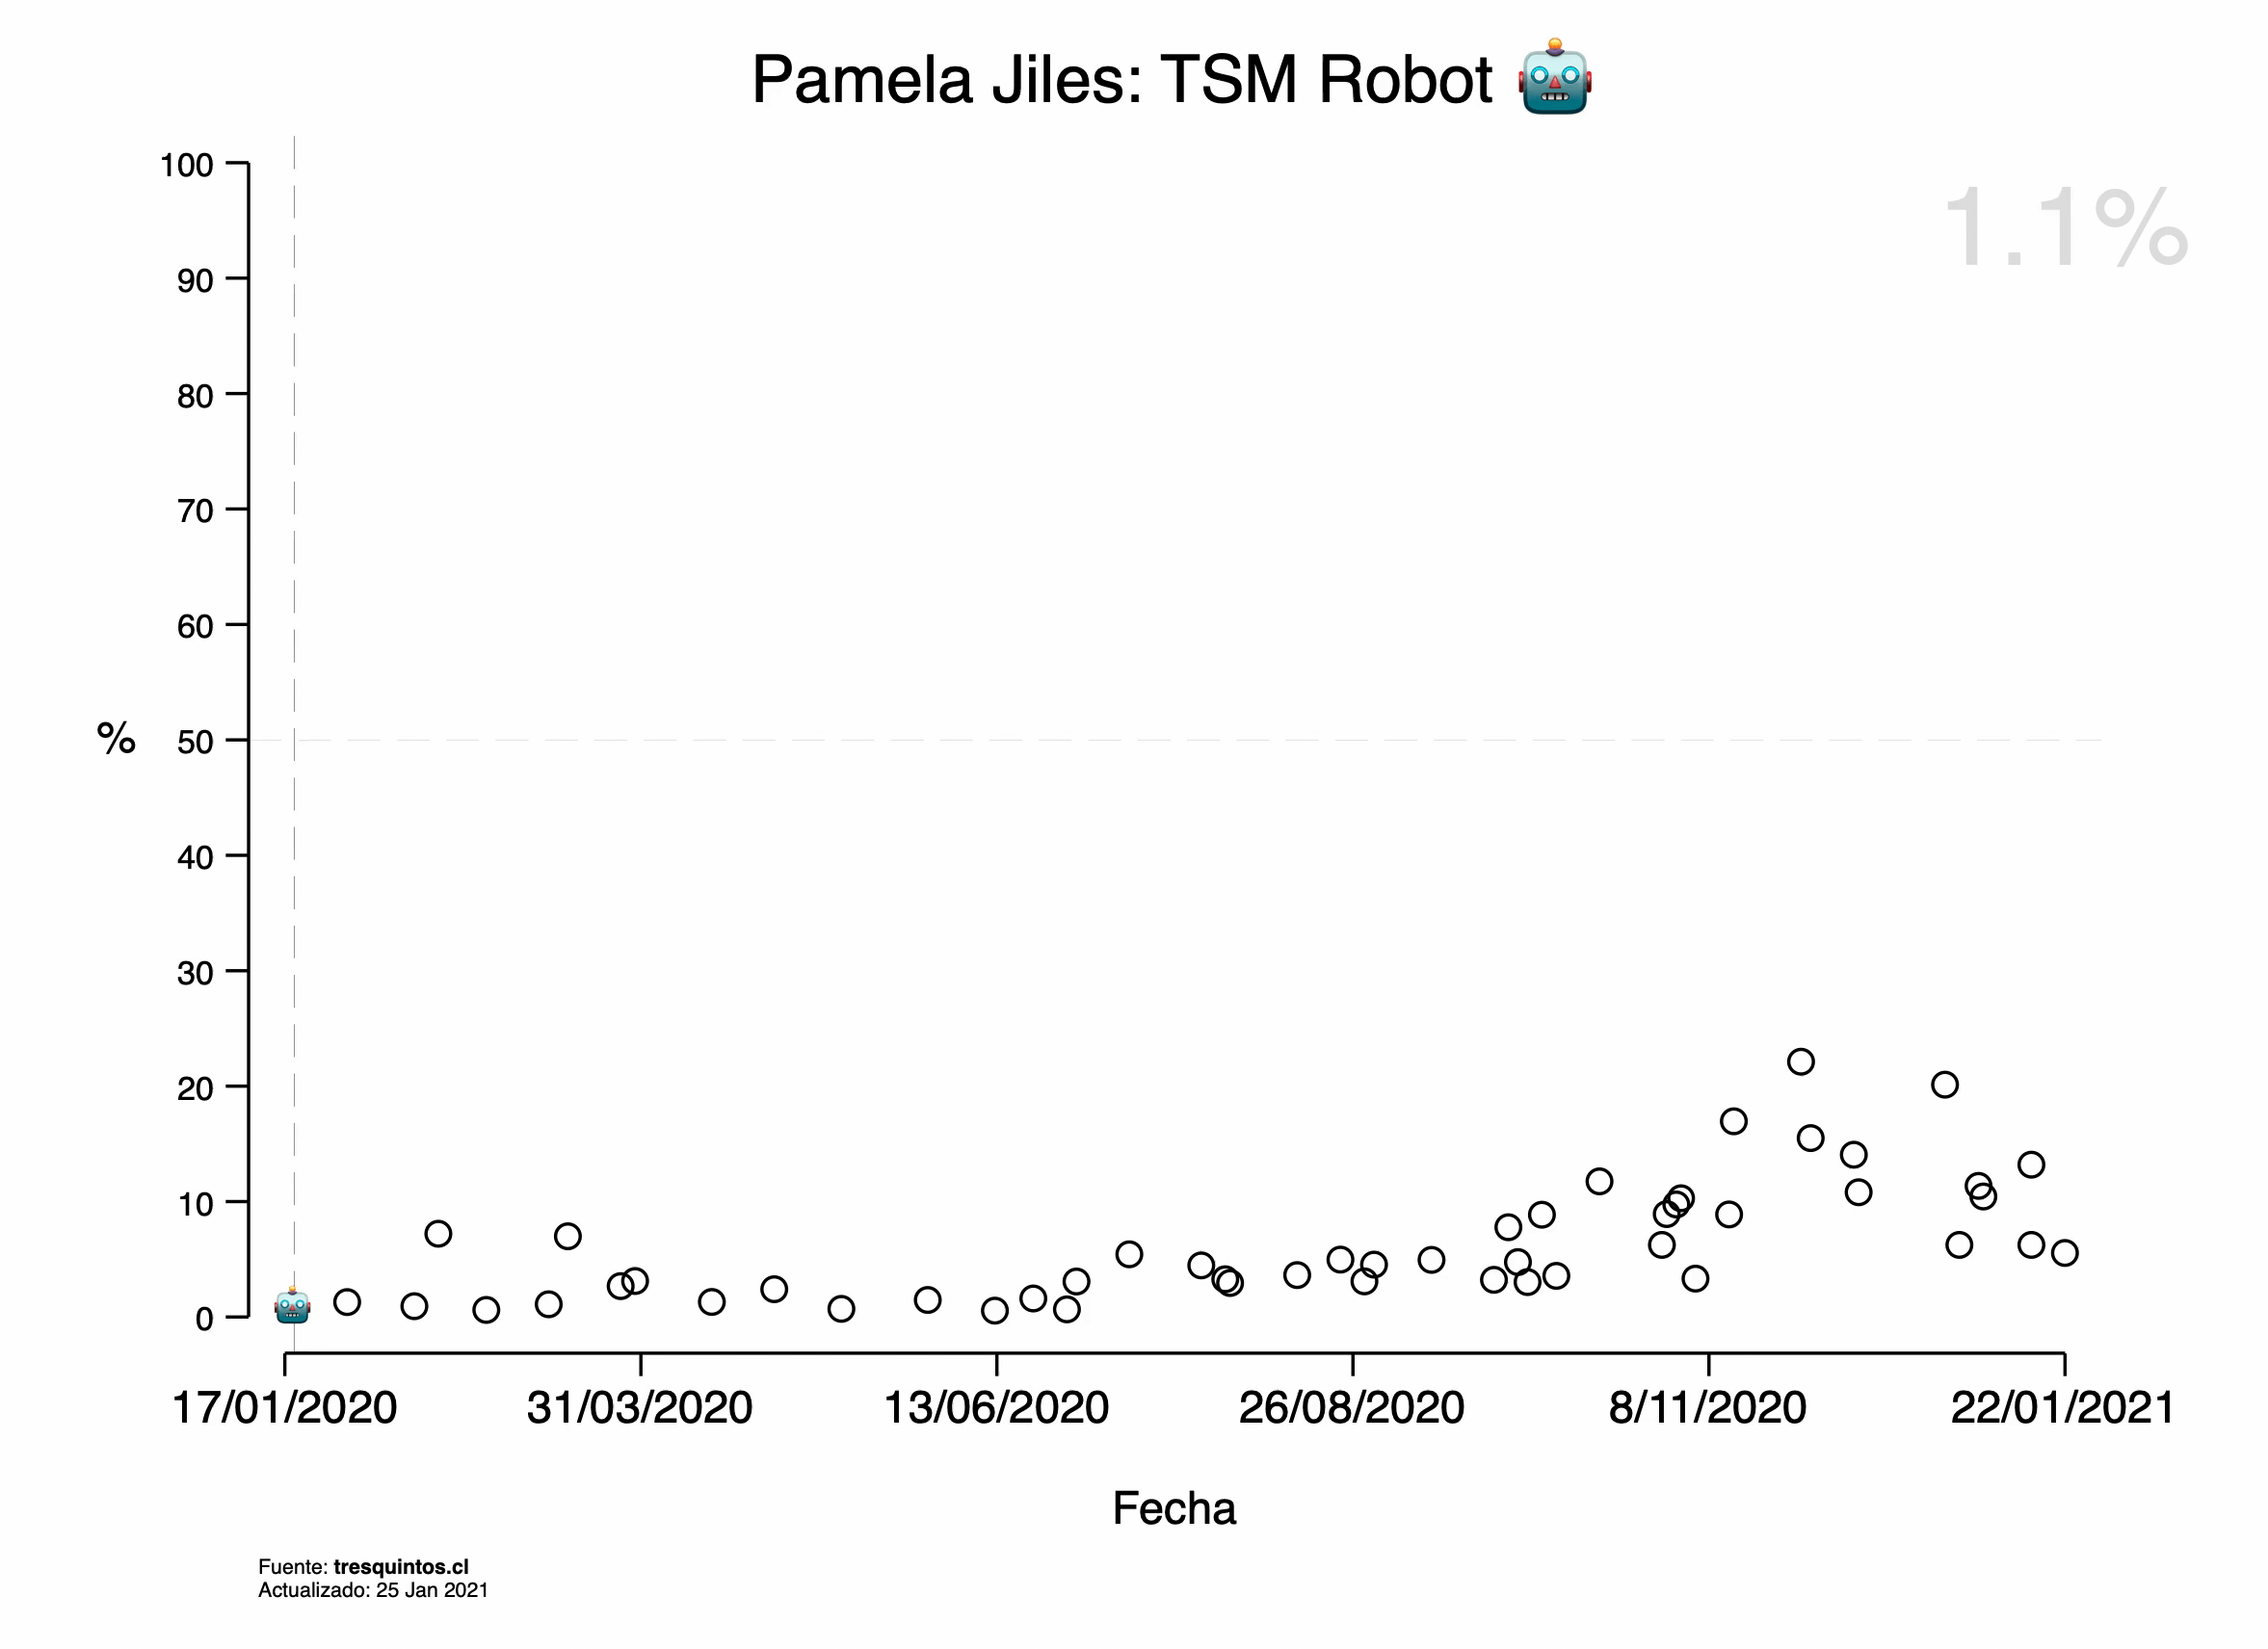 Pamela Jiles: TSM Robot 🤖
1.1%
100
90
80
70
60
% 50
40
30
20
10
0
17/01/2020 31/03/2020 13/06/2020 26/08/2020 8/11/2020 22/01/2021
Fecha
Fuente: tresquintos.cl
Actualizado: 25 Jan 2021